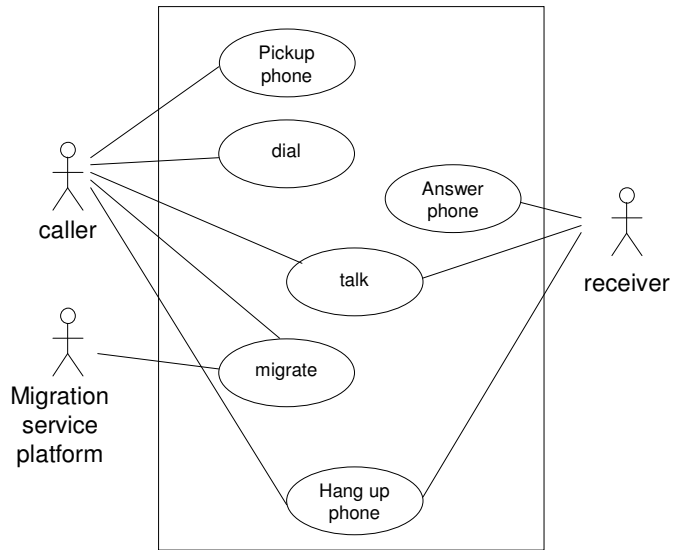 Pickup
phone
dial
Answer
phone
caller
talk
receiver
migrate
Migration
service
platform
Hang up
phone